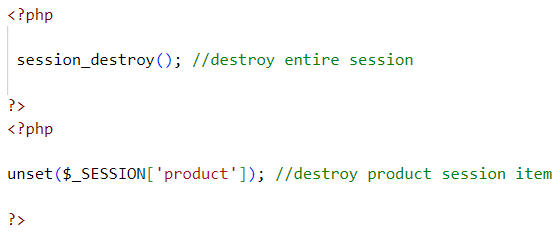 <?php
session_destroy(); //destroy entire session
?>
<?php
unset($_SESSION['product']); //destroy product session item
?>